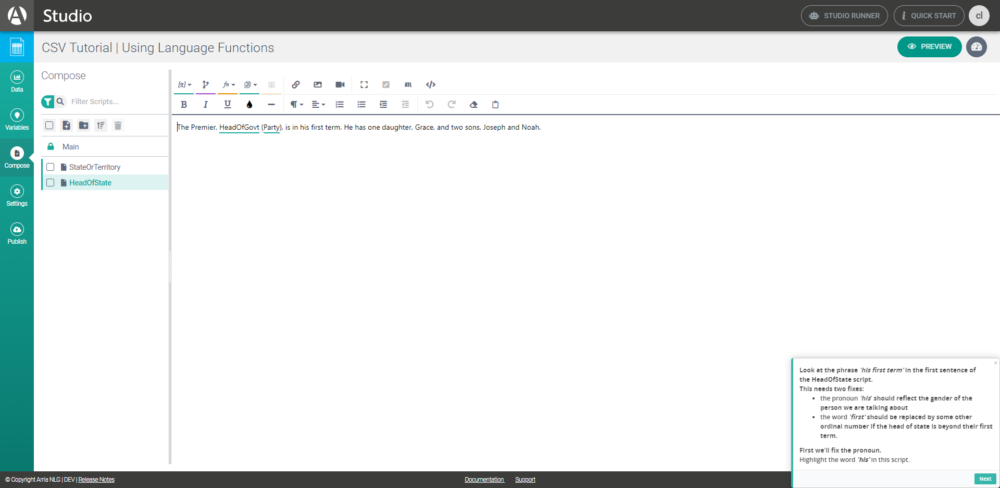 Studio
STUDIO RUNNER
QUICK START
cl
CSV Tutorial | Using Language Functions
PREVIEW
Data
Variables
Compose
Settings
Publish
Compose
Filter Scripts...
Main
StateOrTerritory
HeadOfState
[x]
fn
ATL
</>
B
I
U
The Premier, HeadOfGovt (Party), is in his first term. He has one daughter, Grace, and two sons, Joseph and Noah.
×
Look at the phrase 'his first term' in the first sentence of
the HeadOfState script.
This needs two fixes:
• the pronoun 'his' should reflect the gender of the
person we are talking about
• the word 'first' should be replaced by some other
ordinal number if the head of state is beyond their first
term.
First we'll fix the pronoun.
Highlight the word 'his' in this script.
Next
© Copyright Arria NLG | DEV | Release Notes
Documentation
Support